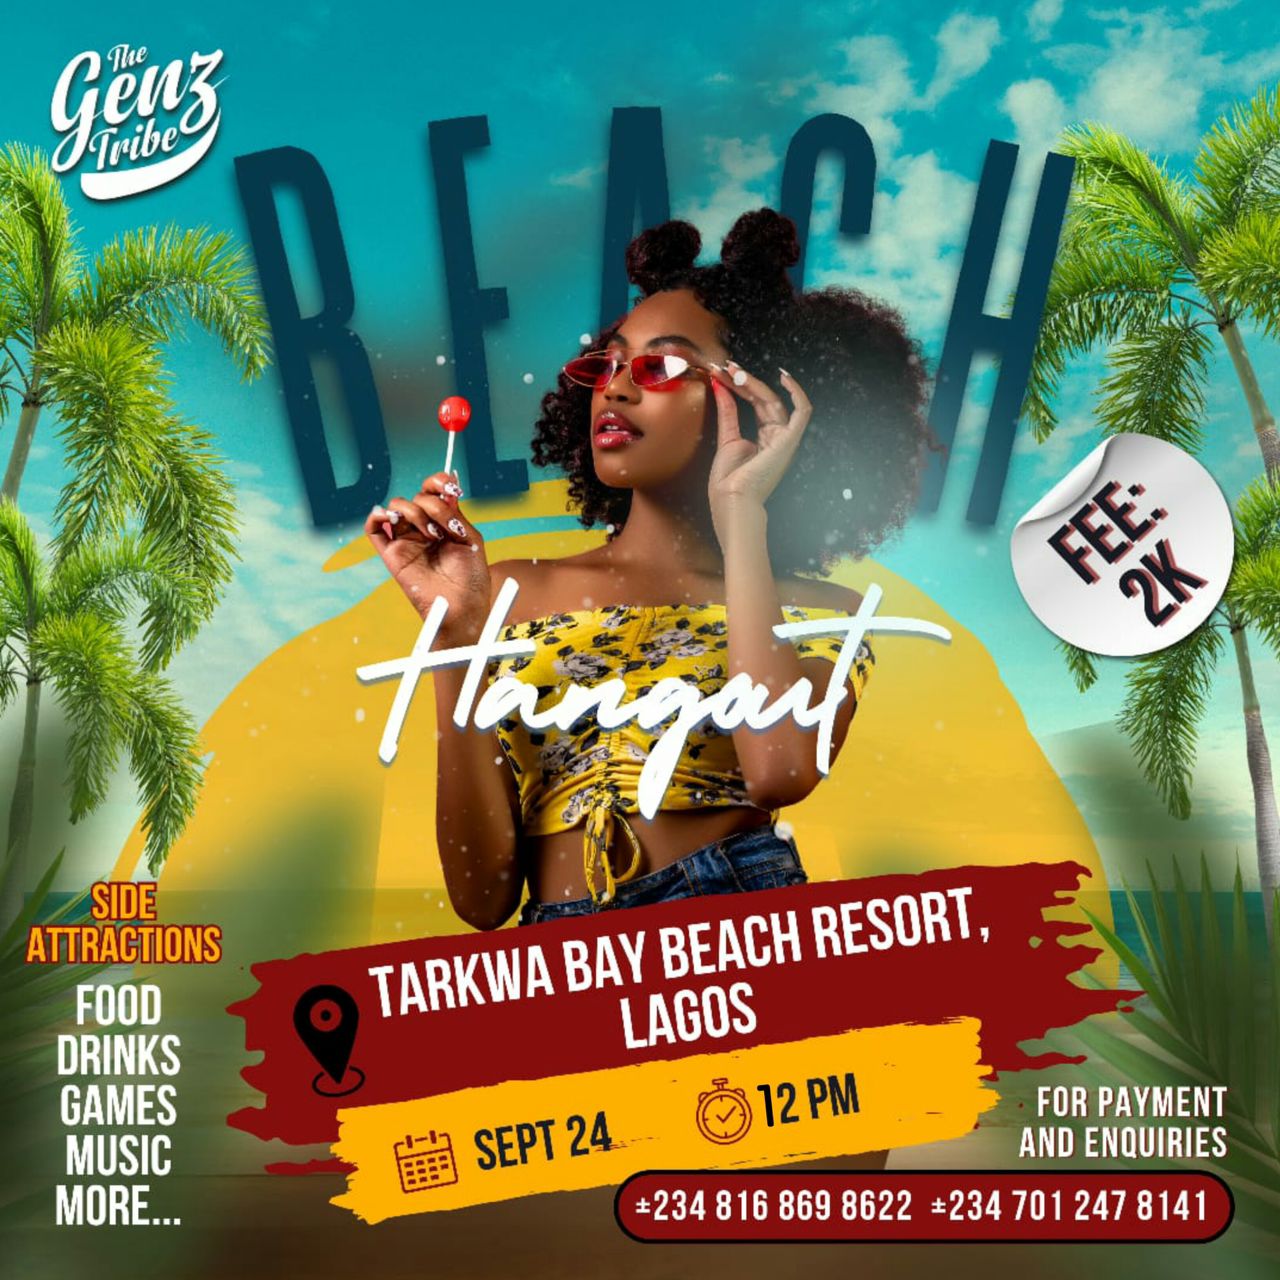 The
Genz
Tribe
BEACH
Hangout
FEE:
2K
SIDE
ATTRACTIONS
FOOD
DRINKS
GAMES
MUSIC
MORE...
TARKWA BAY BEACH RESORT,
LAGOS
SEPT 24
12 PM
FOR PAYMENT
AND ENQUIRIES
±234 816 869 8622 ±234 701 247 8141